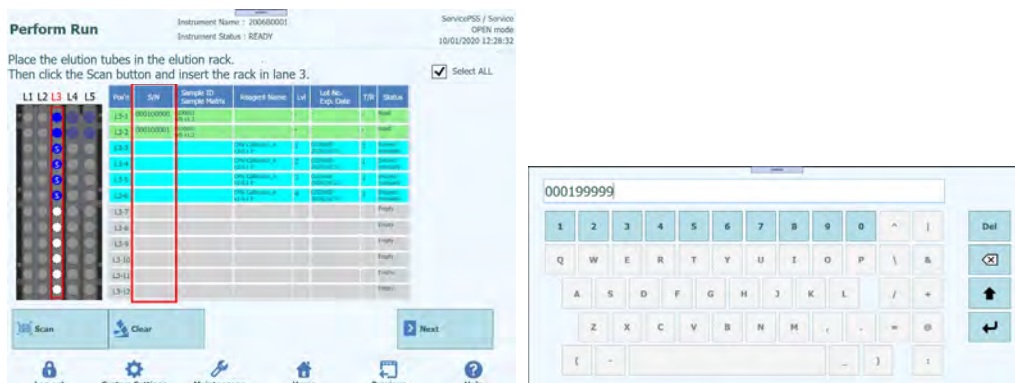 Perform Run
Instrument Name : 200680001
Instrument Status : READY
ServicePSS / Service
OPEN mode
10/01/2020 12:28:32
Place the elution tubes in the elution rack.
Then click the Scan button and insert the rack in lane 3.
Select ALL
L1 L2 L3 L4 L5
Pos'n S/N Sample ID Sample Matrix Reagent Name Lvl Lot No. Exp. Date T/R Status
L3-1 000100000
L3-2 000100001
L3-3
L3-4
L3-5
L3-6
L3-7 Empty
L3-8 Empty
L3-9 Empty
L3-10 Empty
L3-11 Empty
L3-12 Empty
Scan
Clear
Next
Help
000199999
1 2 3 4 5 6 7 8 9 0 ^ | Del
Q W E R T Y U I O P \ &
A S D F G H J K L / +
Z X C V B N M , . = @
( - _ ) :